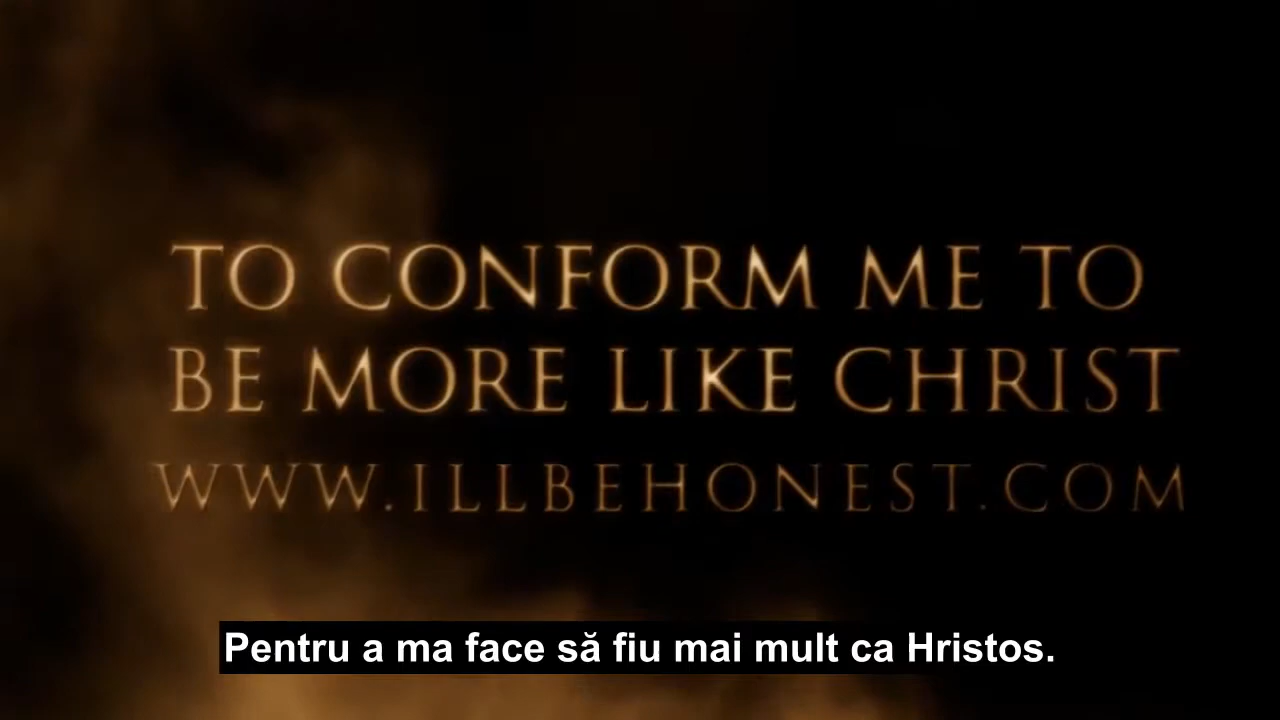 TO CONFORM ME TO
BE MORE LIKE CHRIST
WWW.ILLBEHONEST.COM
Pentru a ma face să fiu mai mult ca Hristos.